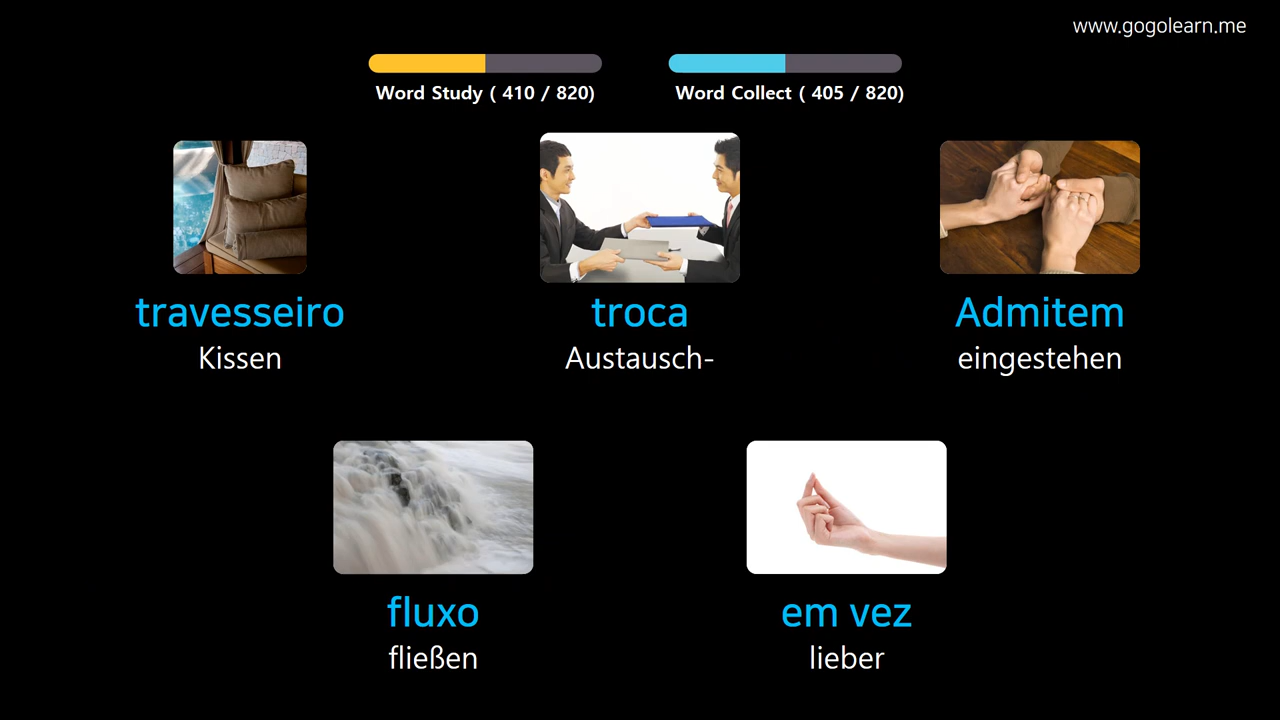 www.gogolearn.me
Word Study ( 410 / 820)
Word Collect ( 405 / 820)
travesseiro
Kissen
troca
Austausch-
Admitem
eingestehen
fluxo
fließen
em vez
lieber